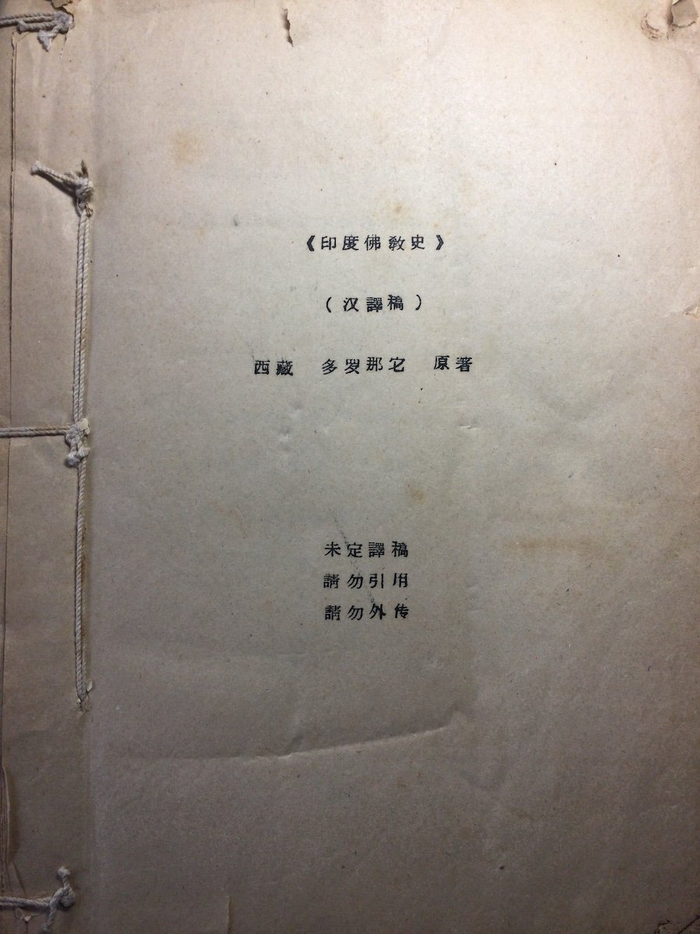 《印度佛教史》
（汉譯稿）
西藏 多罗那它 原著
未定譯稿
請勿引用
請勿外传